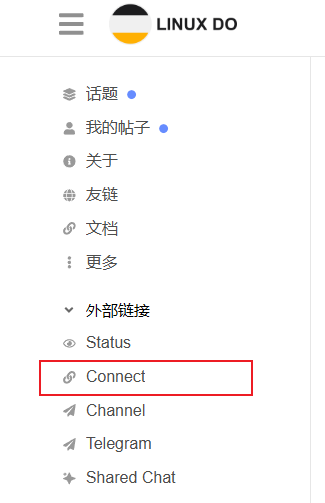 LINUX DO
话题
我的帖子
关于
友链
文档
更多
外部链接
Status
Connect
Channel
Telegram
Shared Chat